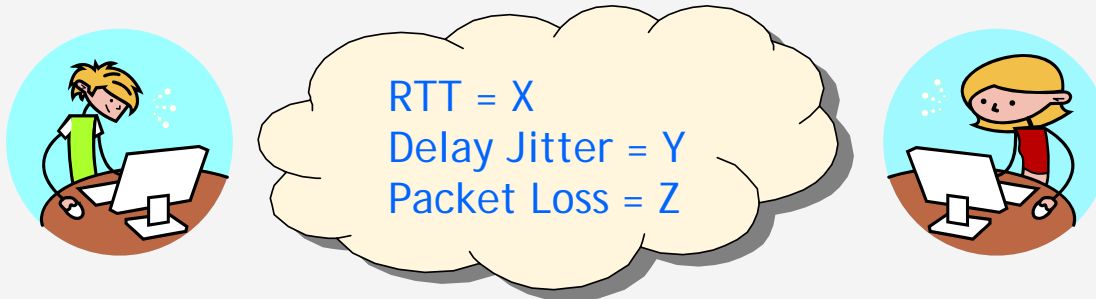 RTT = X
Delay Jitter = Y
Packet Loss = Z